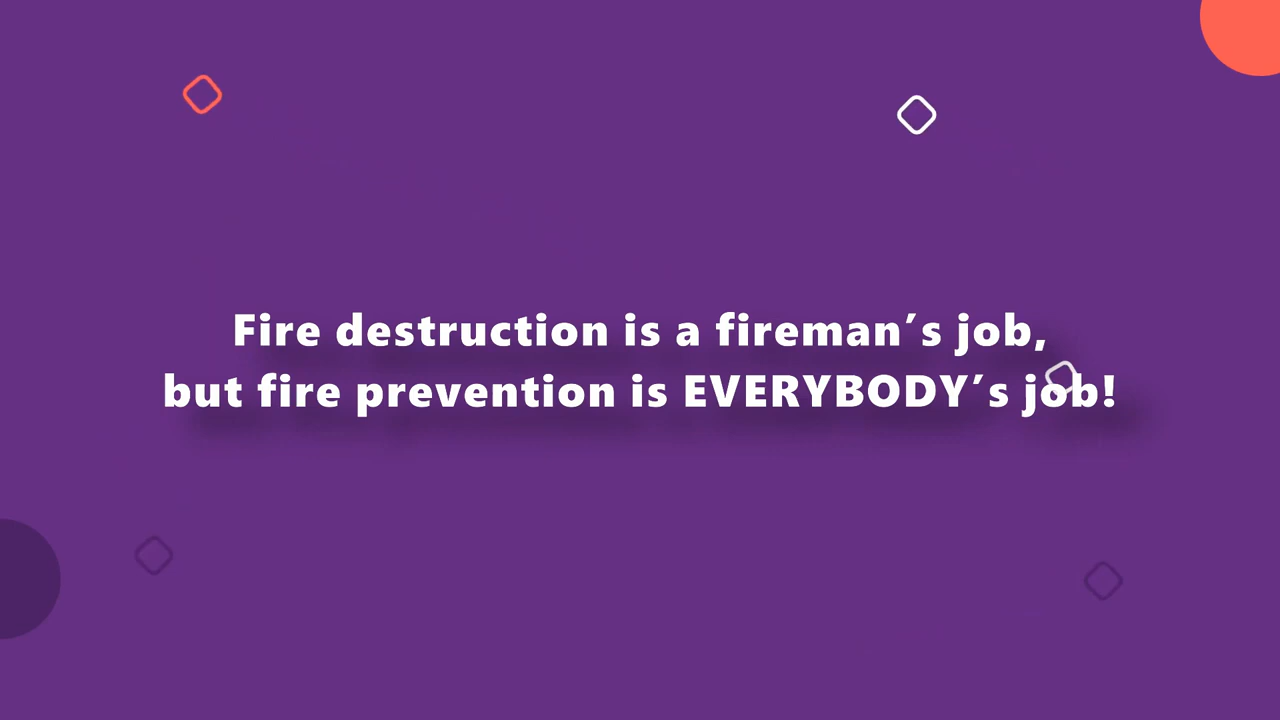 Fire destruction is a fireman’s job,
but fire prevention is EVERYBODY’s job!